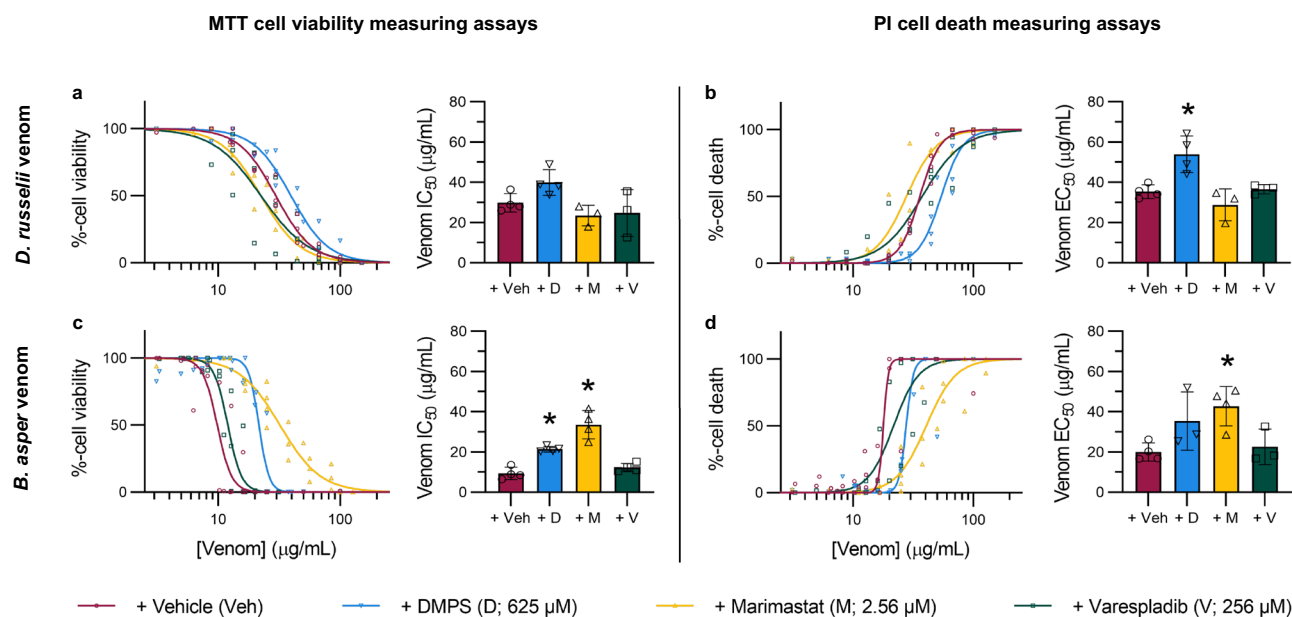 MTT cell viability measuring assays
PI cell death measuring assays
D. russelii venom
a
%-cell viability
100
50
0
10
100
Venom IC50 (µg/mL)
80
60
40
20
0
+ Veh
+ D
+ M
+ V
*
b
%-cell death
100
50
0
10
100
Venom EC50 (µg/mL)
80
60
40
20
0
+ Veh
+ D
+ M
+ V
B. asper venom
c
%-cell viability
100
50
0
10
100
[Venom] (µg/mL)
Venom IC50 (µg/mL)
80
60
40
20
0
*
*
+ Veh
+ D
+ M
+ V
d
%-cell death
100
50
0
10
100
[Venom] (µg/mL)
Venom EC50 (µg/mL)
80
60
40
20
0
*
+ Veh
+ D
+ M
+ V
+ Vehicle (Veh)
+ DMPS (D; 625 µM)
+ Marimastat (M; 2.56 µM)
+ Varespladib (V; 256 µM)